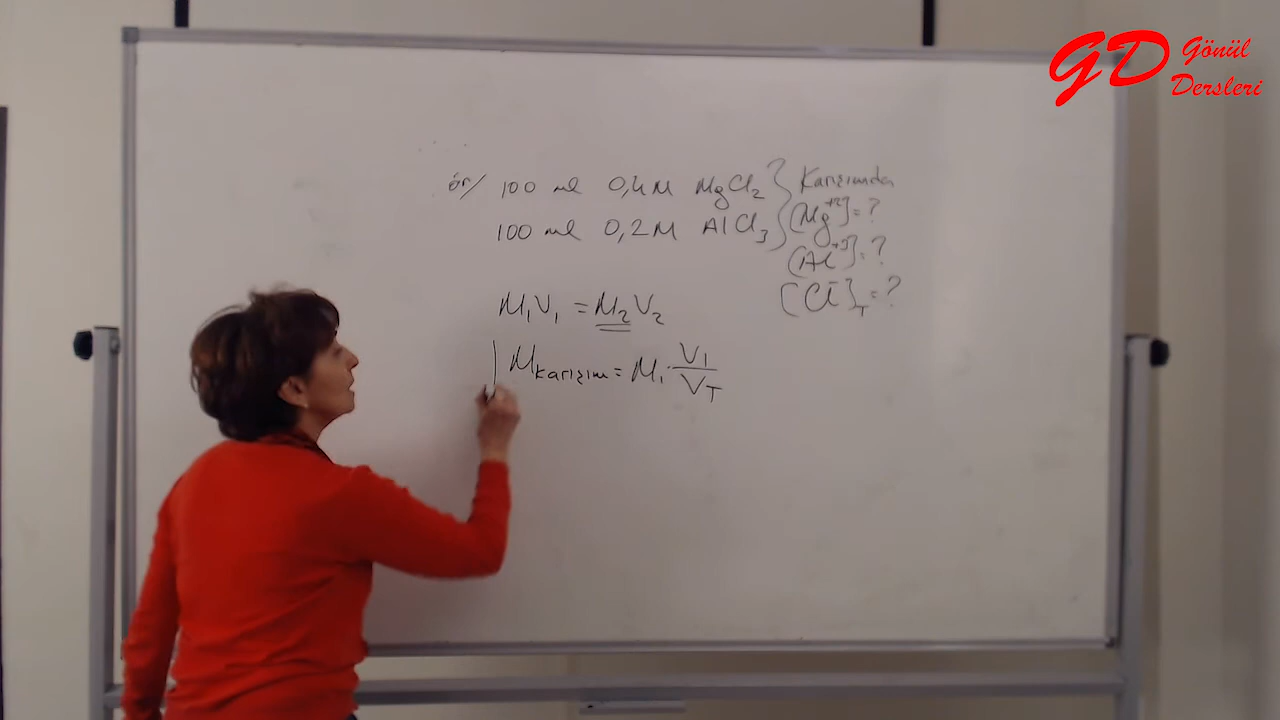 GD Gönül
Dersleri
ör/ 100 ml 0,4M MgCl₂ } Karışımda
100 ml 0,2M AlCl₃ [Mg⁺²]=?
[Al⁺³]=?
[Cl⁻]T=?
M₁V₁ = M₂V₂
Mkarışım = M₁ · V₁/VT